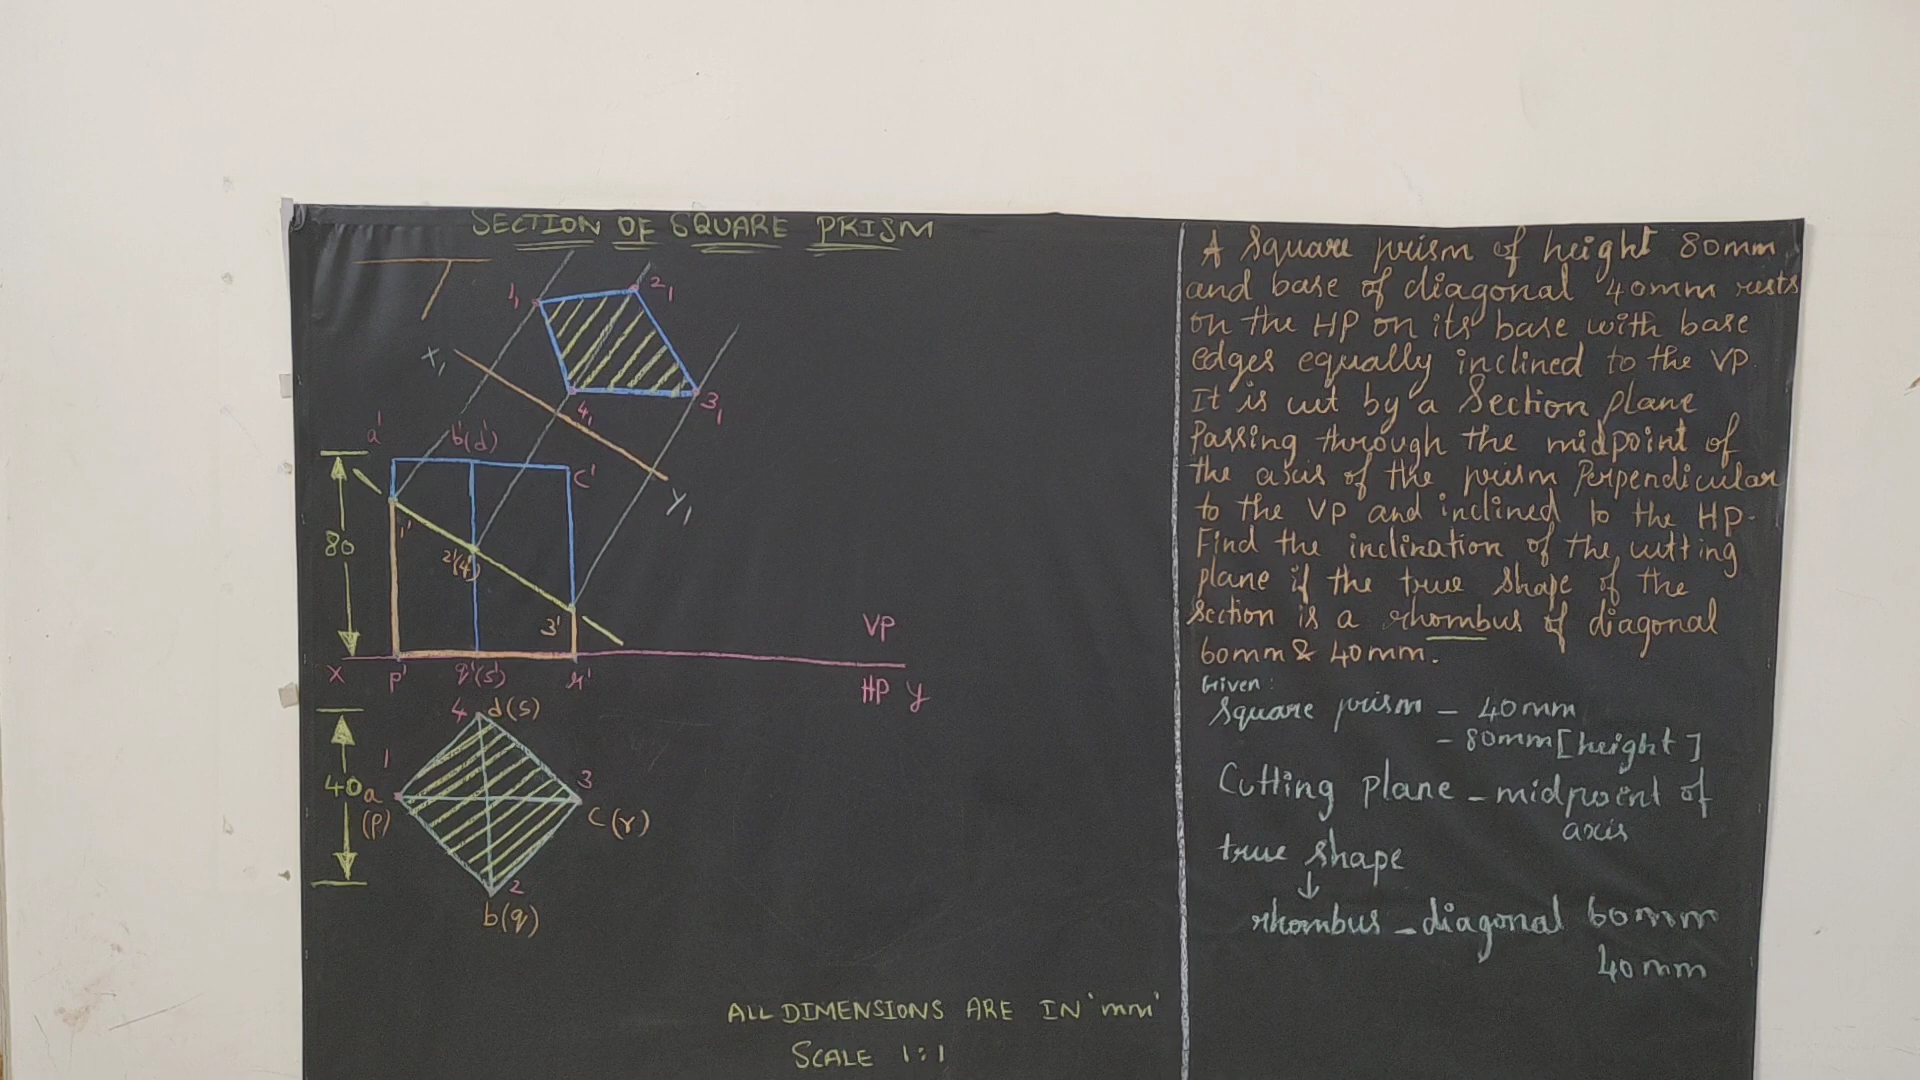 SECTION OF SQUARE PRISM
1₁
2₁
X₁
4₁
3₁
a'
b'(d')
c'
Y₁
1'
80
2'(4')
3'
VP
X
p'
q'(s')
r'
HP y
4 d(s)
1
3
40
a
(p)
c(r)
2
b(q)
ALL DIMENSIONS ARE IN 'mm'
SCALE 1:1
A Square prism of height 80mm
and base of diagonal 40mm rests
on the HP on its base with base
edges equally inclined to the VP.
It is cut by a Section plane
Passing through the midpoint of
the axis of the prism Perpendicular
to the VP and inclined to the HP.
Find the inclination of the cutting
plane if the true shape of the
section is a rhombus of diagonal
60mm & 40mm.
Given:
Square prism - 40mm
- 80mm [height]
Cutting plane - midpoint of
axis
true shape
↓
rhombus - diagonal 60mm
40mm